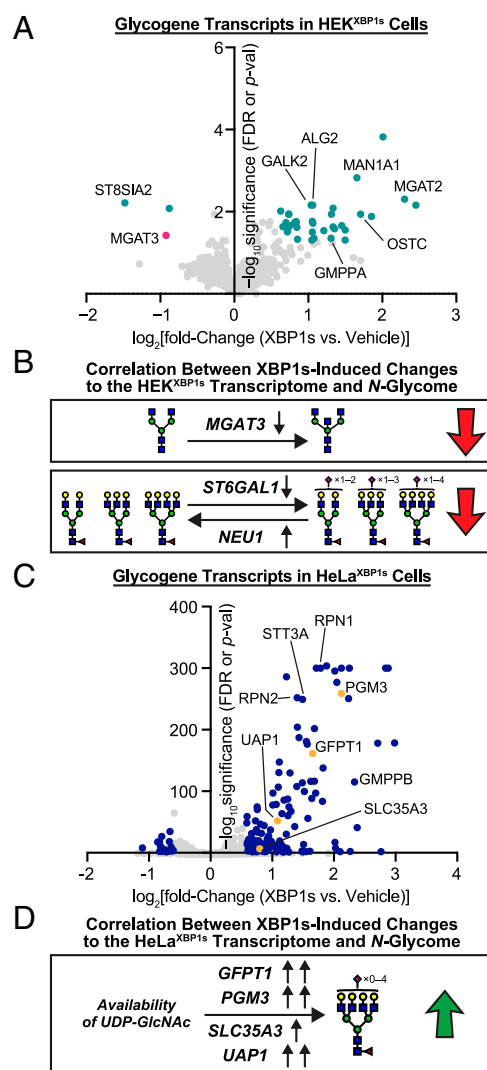 A
Glycogene Transcripts in HEK^XBP1s Cells
6
4
2
−log10[significance (FDR or p-val)]
ALG2
GALK2
MAN1A1
ST8SIA2
MGAT2
MGAT3
OSTC
GMPPA
−2 −1 0 1 2 3
log2[fold-Change (XBP1s vs. Vehicle)]
B
Correlation Between XBP1s-Induced Changes
to the HEK^XBP1s Transcriptome and N-Glycome
MGAT3 ↓
×1–2 ×1–3 ×1–4
ST6GAL1 ↓
NEU1 ↑
C
Glycogene Transcripts in HeLa^XBP1s Cells
400
300
200
100
−log10[significance (FDR or p-val)]
RPN1
STT3A
PGM3
RPN2
UAP1
GFPT1
GMPPB
SLC35A3
-1 0 1 2 3 4
log2[fold-Change (XBP1s vs. Vehicle)]
D
Correlation Between XBP1s-Induced Changes
to the HeLa^XBP1s Transcriptome and N-Glycome
GFPT1 ↑↑
×0–4
PGM3 ↑↑
Availability
of UDP-GlcNAc
SLC35A3 ↑
UAP1 ↑↑